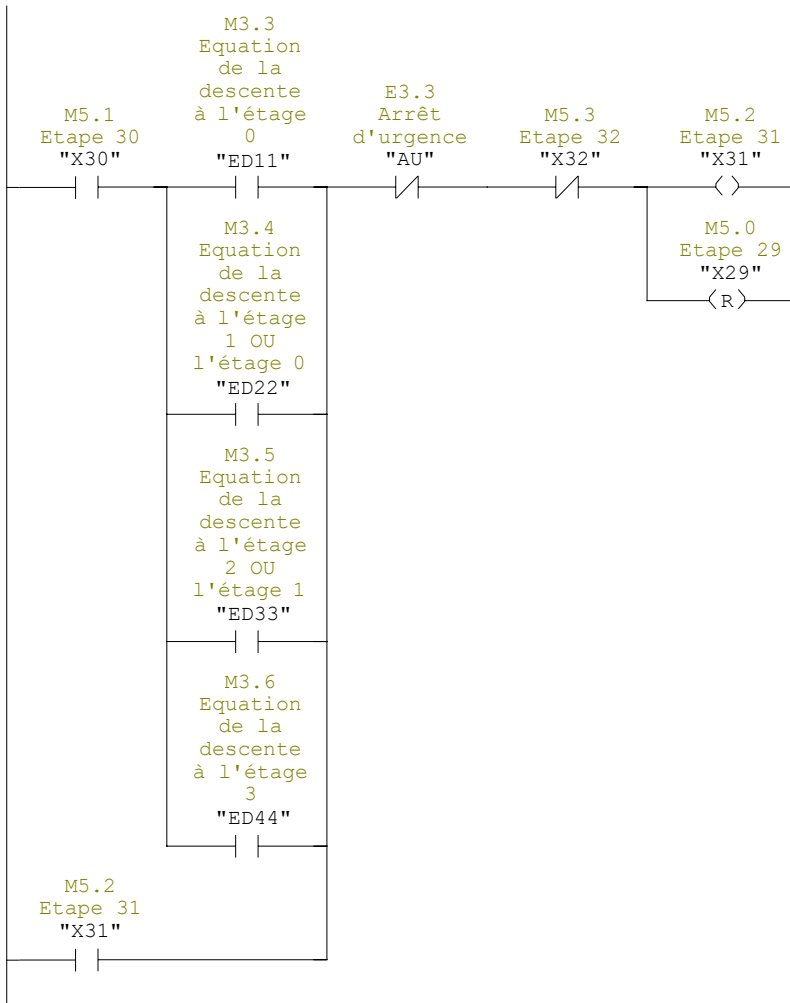 M3.3
Equation
de la
descente
à l'étage
0
"ED11"
M5.1
Etape 30
"X30"
E3.3
Arrêt
d'urgence
"AU"
M5.3
Etape 32
"X32"
M5.2
Etape 31
"X31"
M5.0
Etape 29
"X29"
R
M3.4
Equation
de la
descente
à l'étage
1 OU
l'étage 0
"ED22"
M3.5
Equation
de la
descente
à l'étage
2 OU
l'étage 1
"ED33"
M3.6
Equation
de la
descente
à l'étage
3
"ED44"
M5.2
Etape 31
"X31"